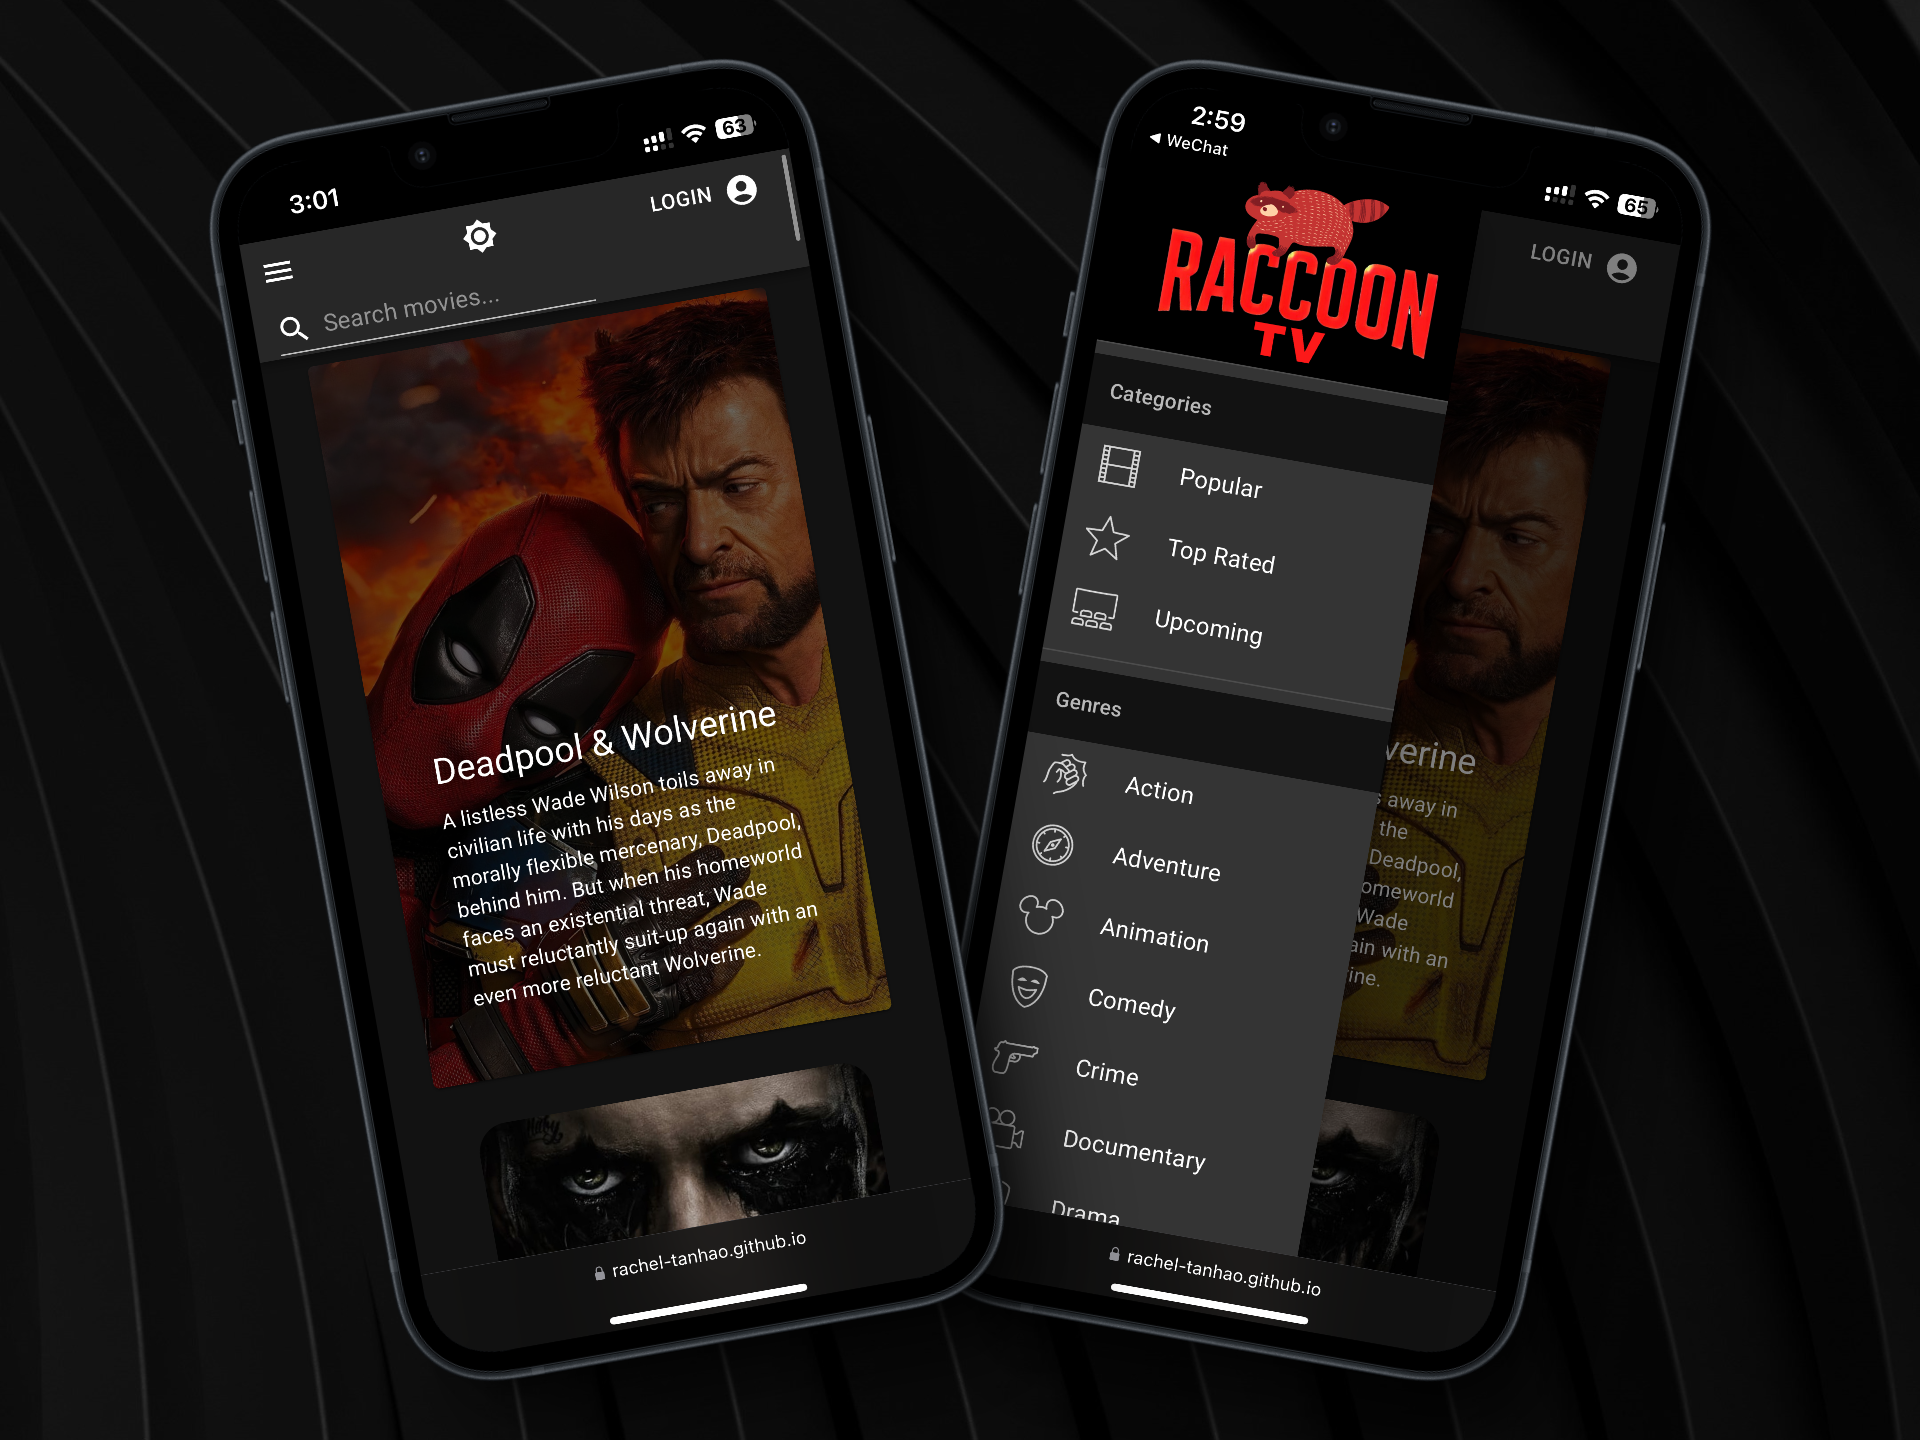 3:01
63
LOGIN
Search movies...
Deadpool & Wolverine
A listless Wade Wilson toils away in
civilian life with his days as the
morally flexible mercenary, Deadpool,
behind him. But when his homeworld
faces an existential threat, Wade
must reluctantly suit-up again with an
even more reluctant Wolverine.
rachel-tanhao.github.io
2:59
WeChat
65
LOGIN
RACCOON
TV
Categories
Popular
Top Rated
Upcoming
Genres
Action
Adventure
Animation
Comedy
Crime
Documentary
Drama
verine
s away in
the
Deadpool,
omeworld
Wade
ain with an
ine.
rachel-tanhao.github.io